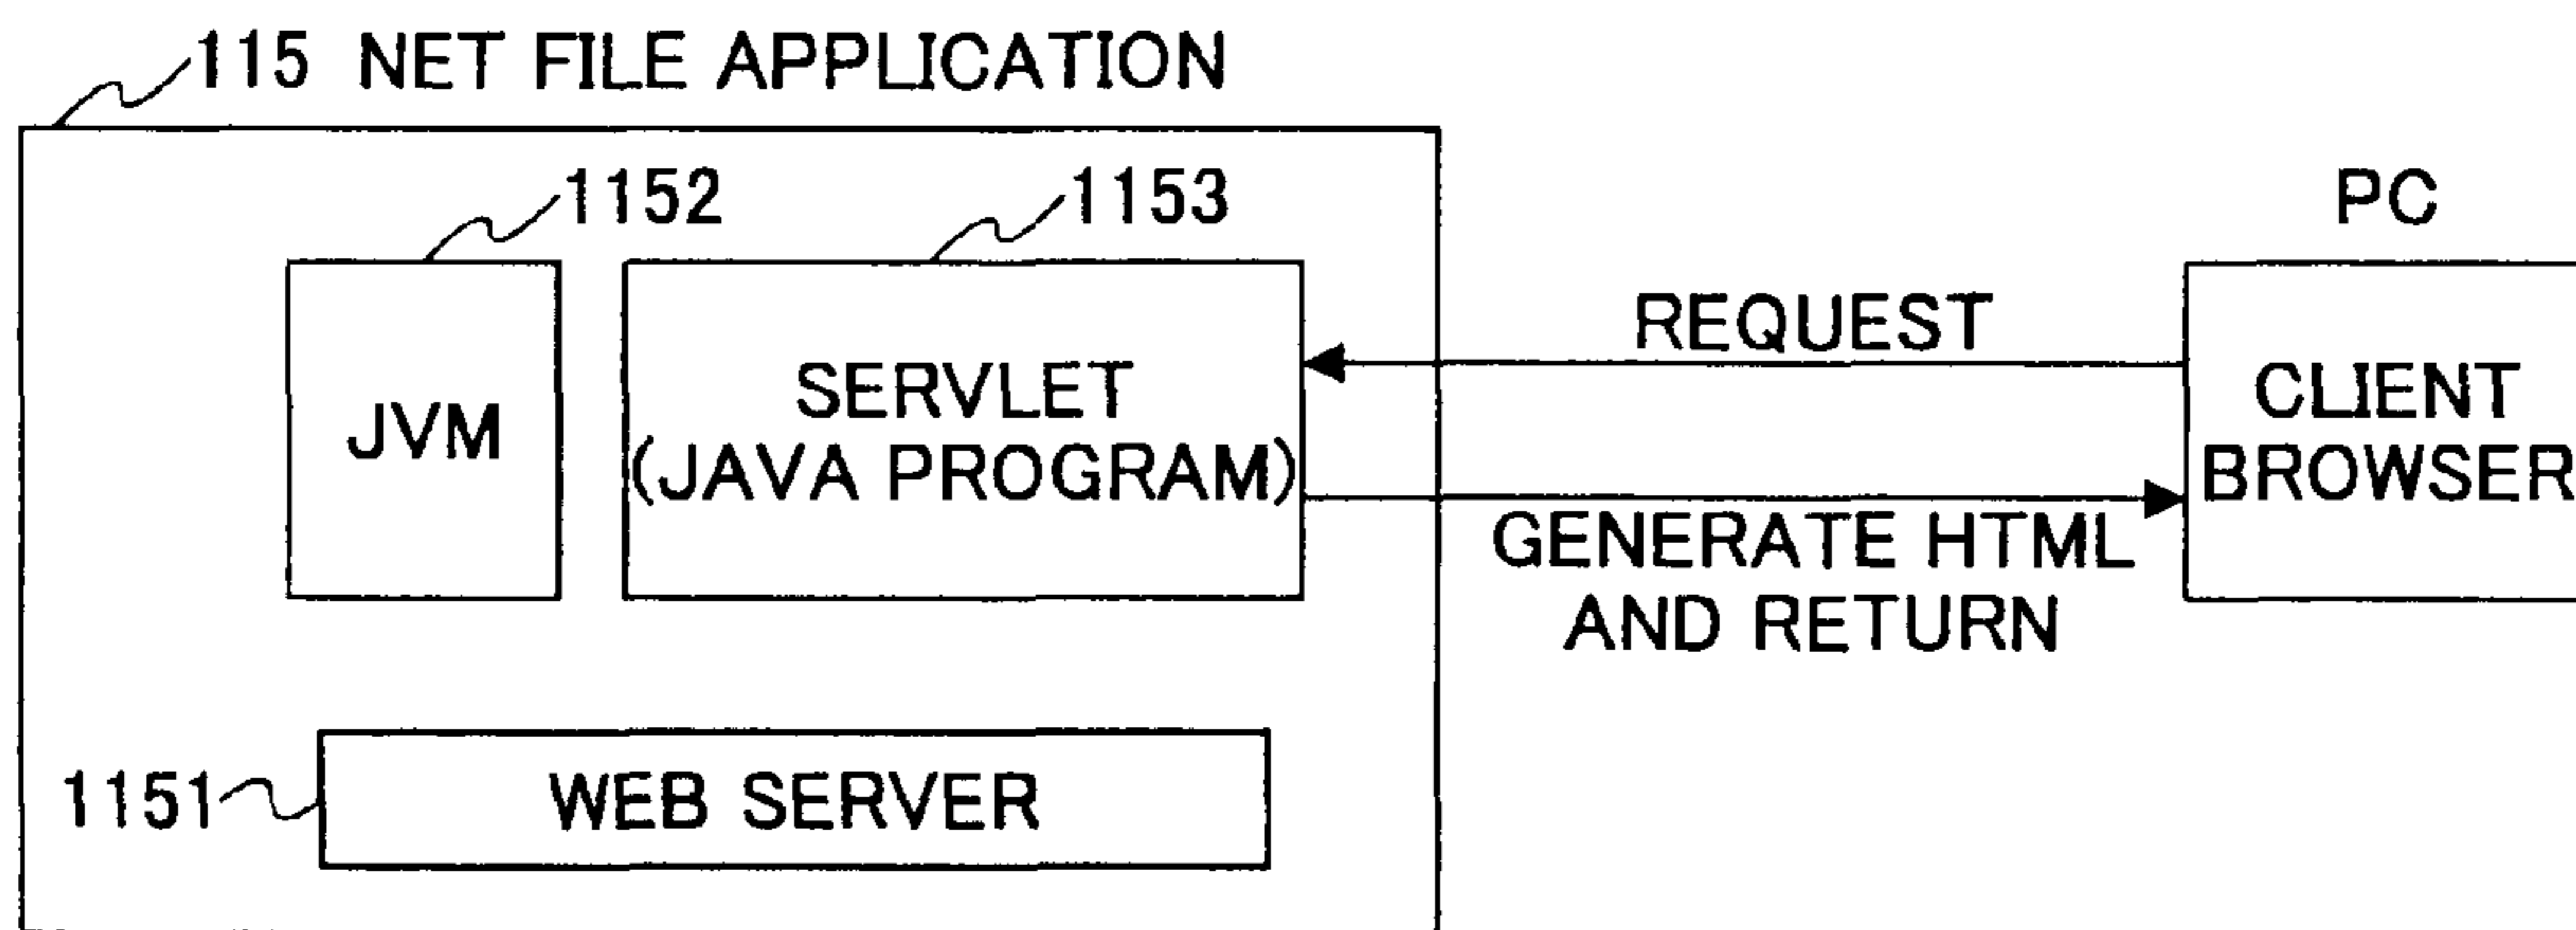 115 NET FILE APPLICATION
1152
1153
PC
JVM
SERVLET
(JAVA PROGRAM)
REQUEST
GENERATE HTML
AND RETURN
CLIENT
BROWSER
1151
WEB SERVER